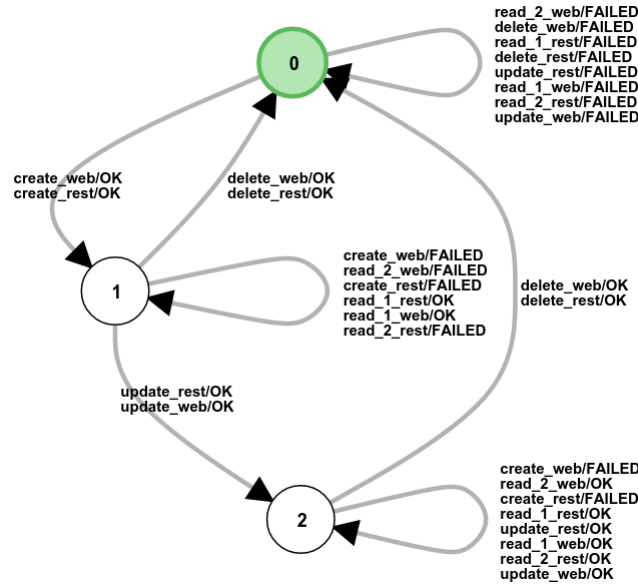 read_2_web/FAILED
delete_web/FAILED
read_1_rest/FAILED
delete_rest/FAILED
update_rest/FAILED
read_1_web/FAILED
read_2_rest/FAILED
update_web/FAILED
0
create_web/OK
create_rest/OK
delete_web/OK
delete_rest/OK
1
create_web/FAILED
read_2_web/FAILED
create_rest/FAILED
read_1_rest/OK
read_1_web/OK
read_2_rest/FAILED
delete_web/OK
delete_rest/OK
update_rest/OK
update_web/OK
2
create_web/FAILED
read_2_web/OK
create_rest/FAILED
read_1_rest/OK
update_rest/OK
read_1_web/OK
read_2_rest/OK
update_web/OK